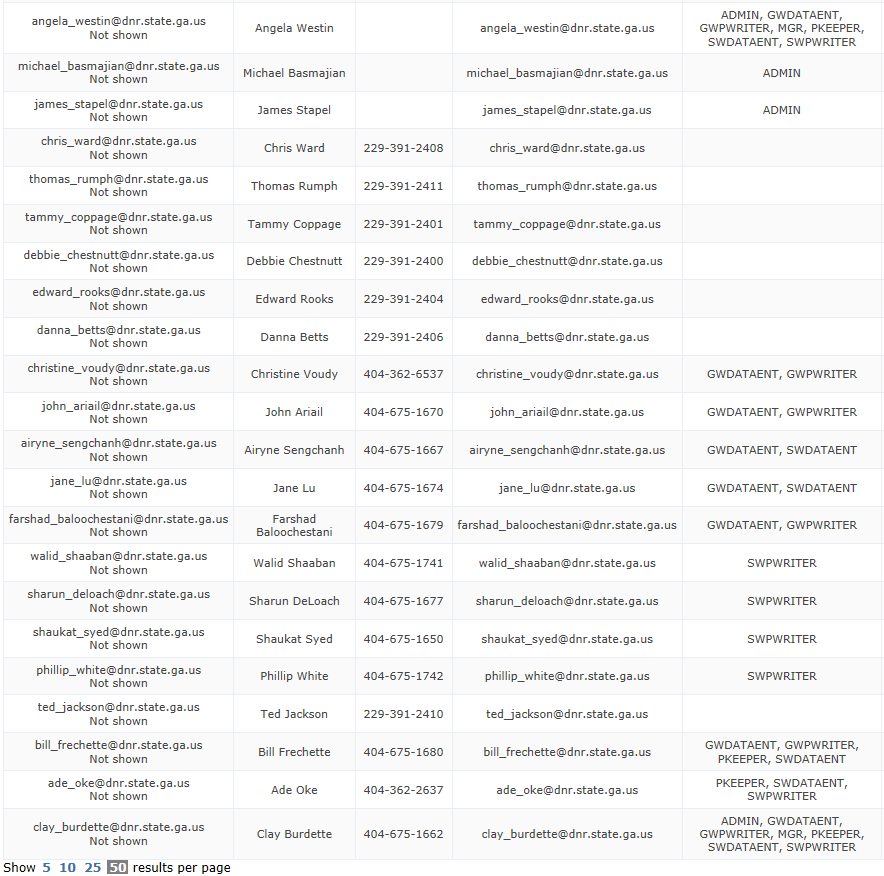 angela_westin@dnr.state.ga.us
Not shown
Angela Westin
angela_westin@dnr.state.ga.us
ADMIN, GWDATAENT,
GWPWRITER, MGR, PKEEPER,
SWDATAENT, SWPWRITER
michael_basmajian@dnr.state.ga.us
Not shown
Michael Basmajian
michael_basmajian@dnr.state.ga.us
ADMIN
james_stapel@dnr.state.ga.us
Not shown
James Stapel
james_stapel@dnr.state.ga.us
ADMIN
chris_ward@dnr.state.ga.us
Not shown
Chris Ward
229-391-2408
chris_ward@dnr.state.ga.us
thomas_rumph@dnr.state.ga.us
Not shown
Thomas Rumph
229-391-2411
thomas_rumph@dnr.state.ga.us
tammy_coppage@dnr.state.ga.us
Not shown
Tammy Coppage
229-391-2401
tammy_coppage@dnr.state.ga.us
debbie_chestnutt@dnr.state.ga.us
Not shown
Debbie Chestnutt
229-391-2400
debbie_chestnutt@dnr.state.ga.us
edward_rooks@dnr.state.ga.us
Not shown
Edward Rooks
229-391-2404
edward_rooks@dnr.state.ga.us
danna_betts@dnr.state.ga.us
Not shown
Danna Betts
229-391-2406
danna_betts@dnr.state.ga.us
christine_voudy@dnr.state.ga.us
Not shown
Christine Voudy
404-362-6537
christine_voudy@dnr.state.ga.us
GWDATAENT, GWPWRITER
john_ariail@dnr.state.ga.us
Not shown
John Ariail
404-675-1670
john_ariail@dnr.state.ga.us
GWDATAENT, GWPWRITER
airyne_sengchanh@dnr.state.ga.us
Not shown
Airyne Sengchanh
404-675-1667
airyne_sengchanh@dnr.state.ga.us
GWDATAENT, SWDATAENT
jane_lu@dnr.state.ga.us
Not shown
Jane Lu
404-675-1674
jane_lu@dnr.state.ga.us
GWDATAENT, SWDATAENT
farshad_baloochestani@dnr.state.ga.us
Not shown
Farshad
Baloochestani
404-675-1679
farshad_baloochestani@dnr.state.ga.us
GWDATAENT, GWPWRITER
walid_shaaban@dnr.state.ga.us
Not shown
Walid Shaaban
404-675-1741
walid_shaaban@dnr.state.ga.us
SWPWRITER
sharun_deloach@dnr.state.ga.us
Not shown
Sharun DeLoach
404-675-1677
sharun_deloach@dnr.state.ga.us
SWPWRITER
shaukat_syed@dnr.state.ga.us
Not shown
Shaukat Syed
404-675-1650
shaukat_syed@dnr.state.ga.us
SWPWRITER
phillip_white@dnr.state.ga.us
Not shown
Phillip White
404-675-1742
phillip_white@dnr.state.ga.us
SWPWRITER
ted_jackson@dnr.state.ga.us
Not shown
Ted Jackson
229-391-2410
ted_jackson@dnr.state.ga.us
bill_frechette@dnr.state.ga.us
Not shown
Bill Frechette
404-675-1680
bill_frechette@dnr.state.ga.us
GWDATAENT, GWPWRITER,
PKEEPER, SWDATAENT
ade_oke@dnr.state.ga.us
Not shown
Ade Oke
404-362-2637
ade_oke@dnr.state.ga.us
PKEEPER, SWDATAENT,
SWPWRITER
clay_burdette@dnr.state.ga.us
Not shown
Clay Burdette
404-675-1662
clay_burdette@dnr.state.ga.us
ADMIN, GWDATAENT,
GWPWRITER, MGR, PKEEPER,
SWDATAENT, SWPWRITER
Show 5 10 25 50 results per page